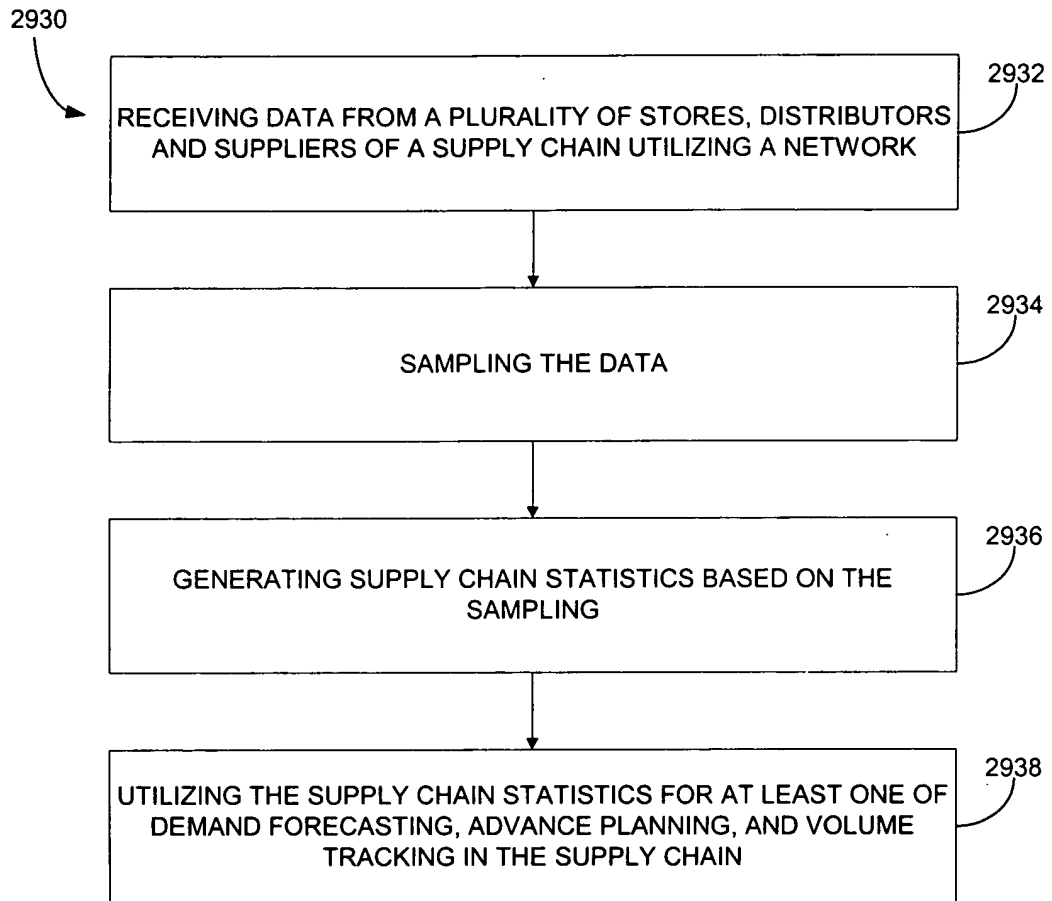 2930
2932
RECEIVING DATA FROM A PLURALITY OF STORES, DISTRIBUTORS
AND SUPPLIERS OF A SUPPLY CHAIN UTILIZING A NETWORK
2934
SAMPLING THE DATA
2936
GENERATING SUPPLY CHAIN STATISTICS BASED ON THE
SAMPLING
2938
UTILIZING THE SUPPLY CHAIN STATISTICS FOR AT LEAST ONE OF
DEMAND FORECASTING, ADVANCE PLANNING, AND VOLUME
TRACKING IN THE SUPPLY CHAIN